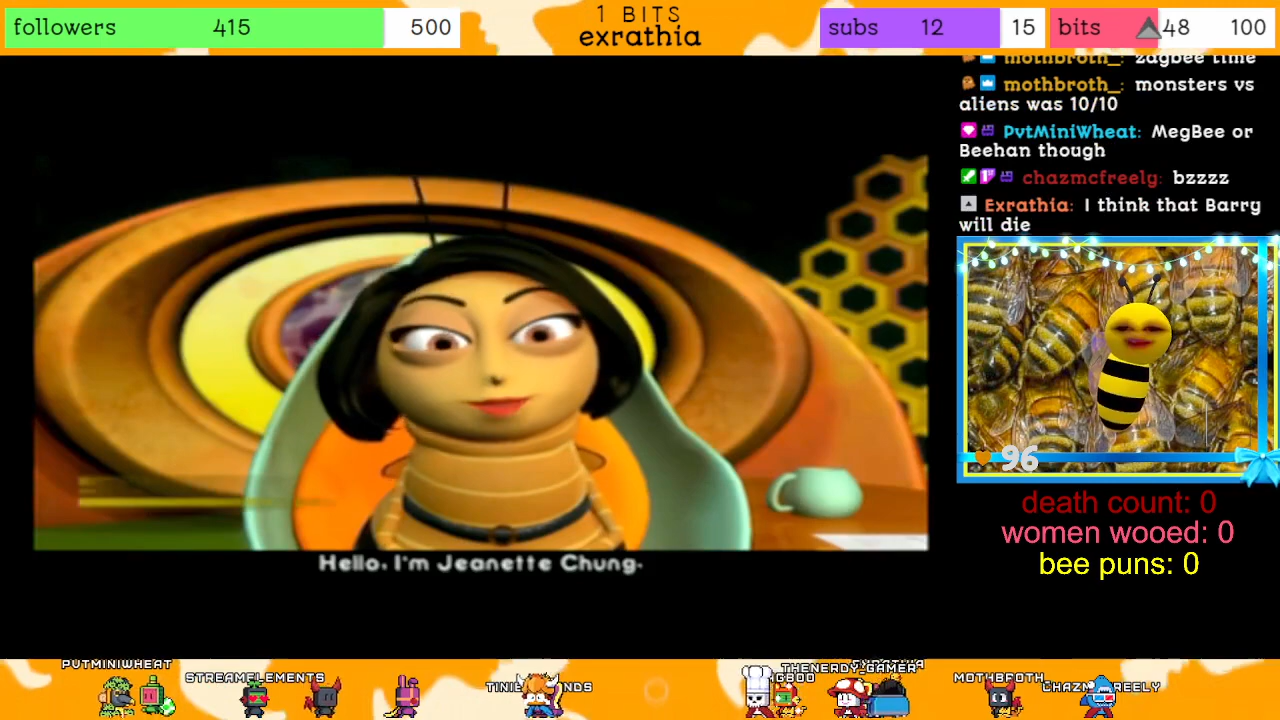 followers 415 500
1 BITS
exrathia
subs 12 15
bits 48 100
mothbroth_: zagbee time
mothbroth_: monsters vs
aliens was 10/10
PvtMiniWheat: MegBee or
Beehan though
chazmcfreely: bzzzz
Exrathia: I think that Barry
will die
96
death count: 0
women wooed: 0
bee puns: 0
Hello, I'm Jeanette Chung.
PVTMINIWHEAT
STREAMELEMENTS
THENERDY_GAMER
MOTHBROTH_